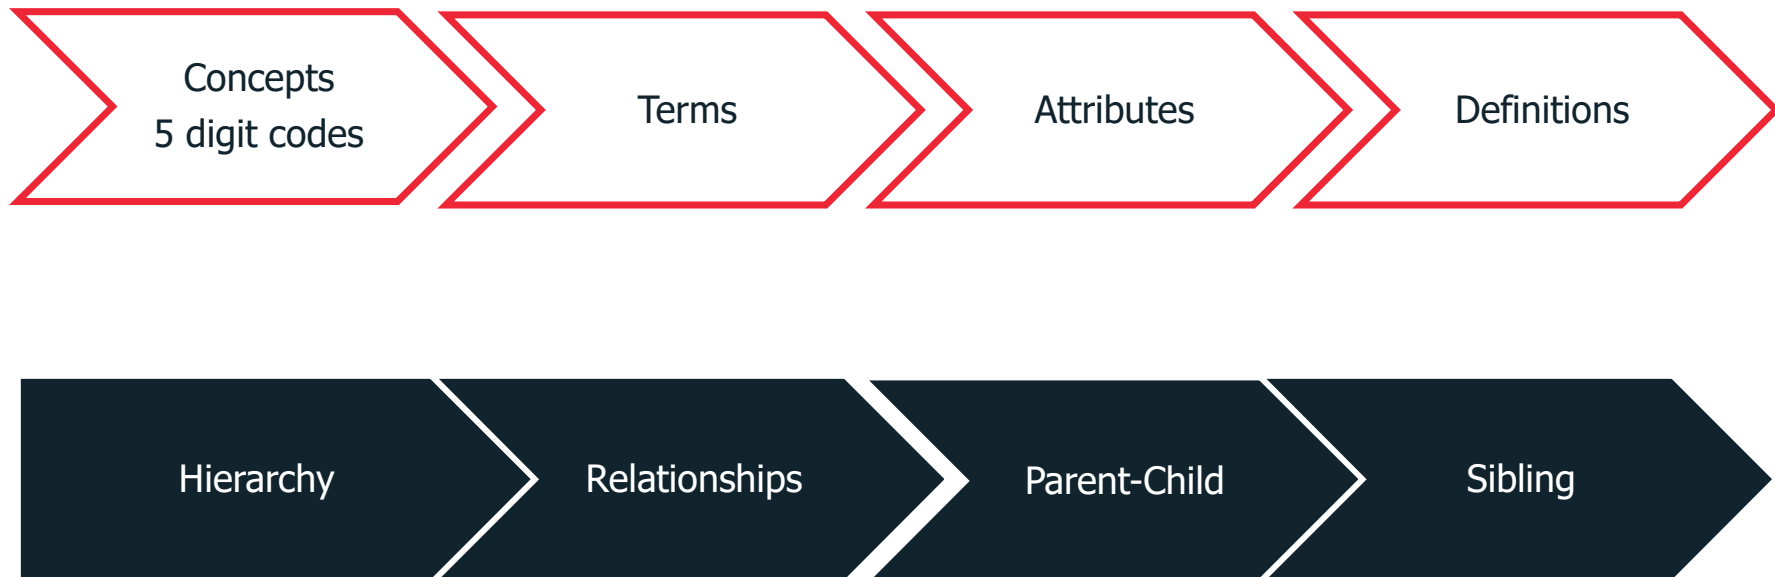 Concepts
5 digit codes
Terms
Attributes
Definitions
Hierarchy
Relationships
Parent-Child
Sibling